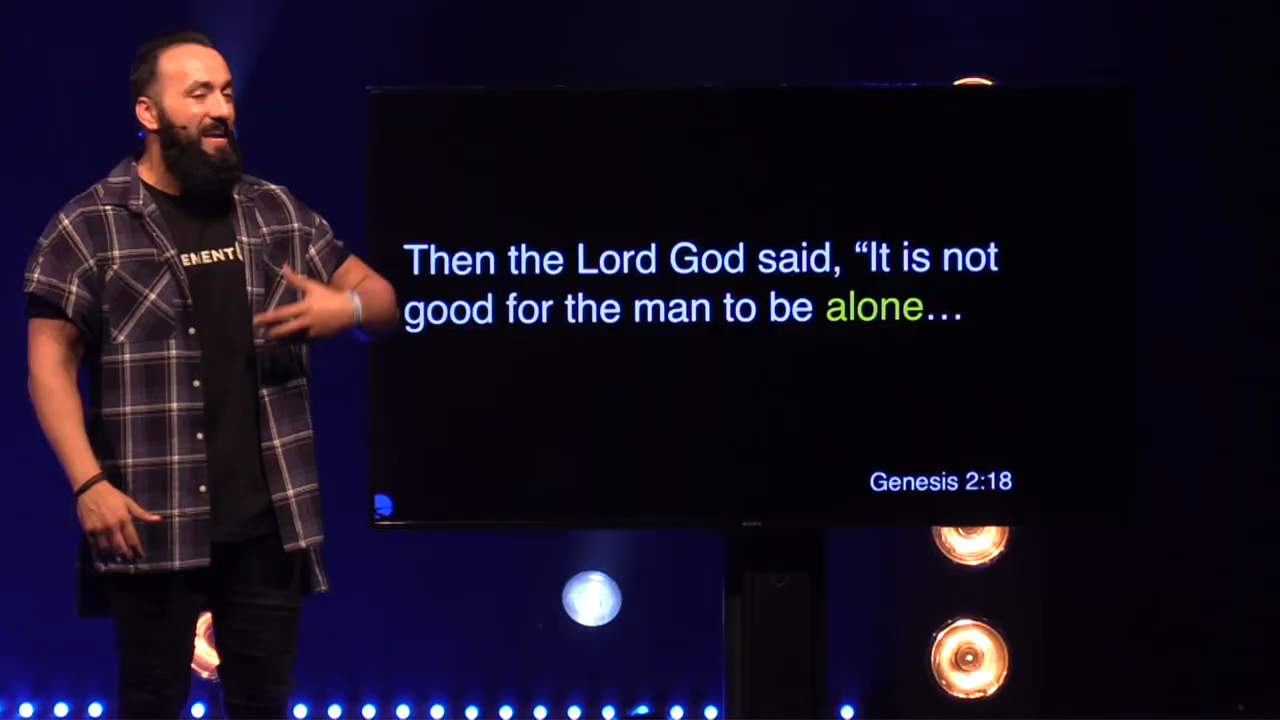 Then the Lord God said, “It is not
good for the man to be alone…
Genesis 2:18